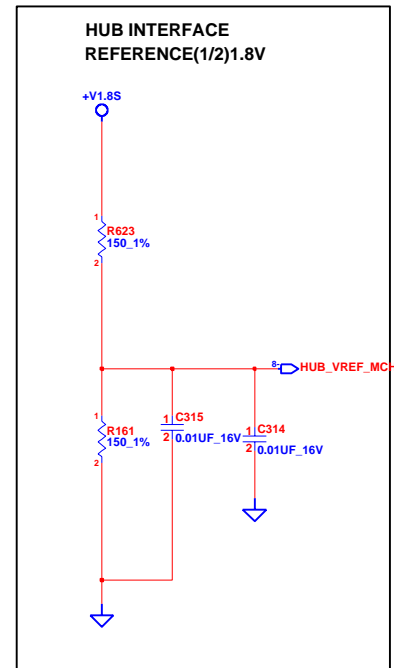 HUB INTERFACE
REFERENCE(1/2)1.8V
+V1.8S
1
R623
150_1%
2
8-
HUB_VREF_MCH
1
R161
150_1%
2
1
C315
2
0.01UF_16V
1
C314
2
0.01UF_16V